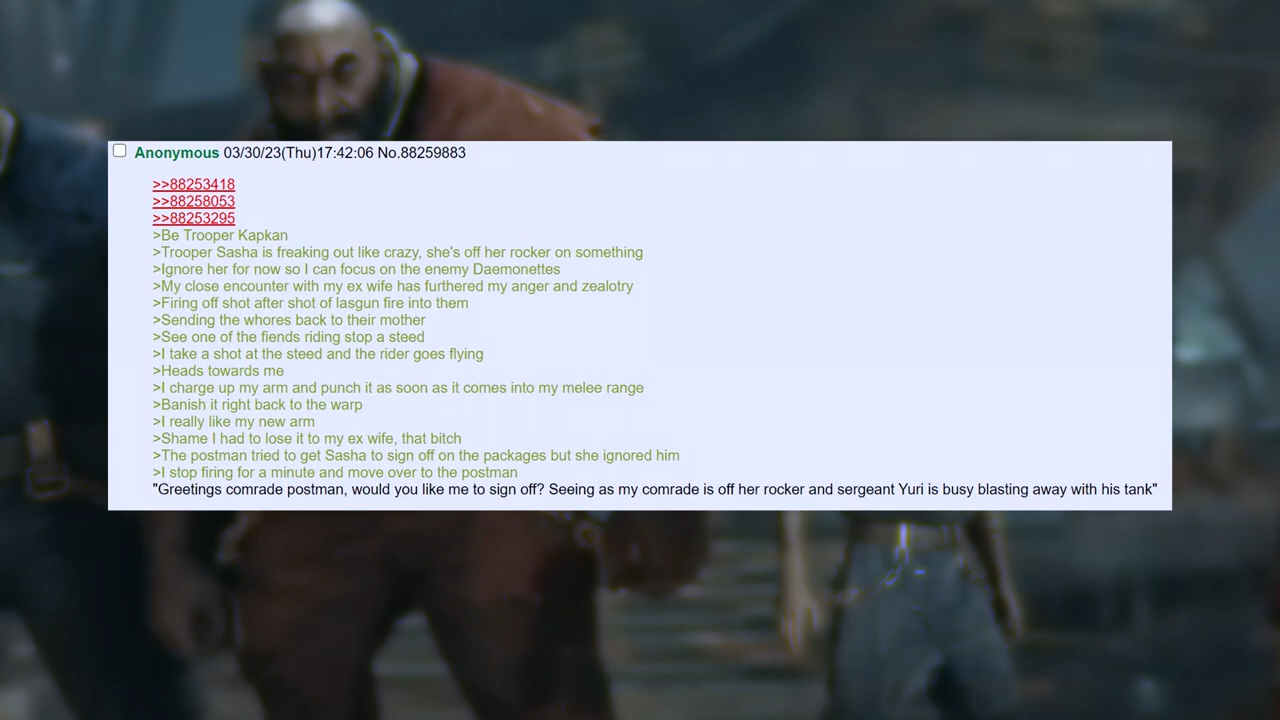 Anonymous 03/30/23(Thu)17:42:06 No.88259883
>>88253418
>>88258053
>>88253295
>Be Trooper Kapkan
>Trooper Sasha is freaking out like crazy, she's off her rocker on something
>Ignore her for now so I can focus on the enemy Daemonettes
>My close encounter with my ex wife has furthered my anger and zealotry
>Firing off shot after shot of lasgun fire into them
>Sending the whores back to their mother
>See one of the fiends riding stop a steed
>I take a shot at the steed and the rider goes flying
>Heads towards me
>I charge up my arm and punch it as soon as it comes into my melee range
>Banish it right back to the warp
>I really like my new arm
>Shame I had to lose it to my ex wife, that bitch
>The postman tried to get Sasha to sign off on the packages but she ignored him
>I stop firing for a minute and move over to the postman
"Greetings comrade postman, would you like me to sign off? Seeing as my comrade is off her rocker and sergeant Yuri is busy blasting away with his tank"